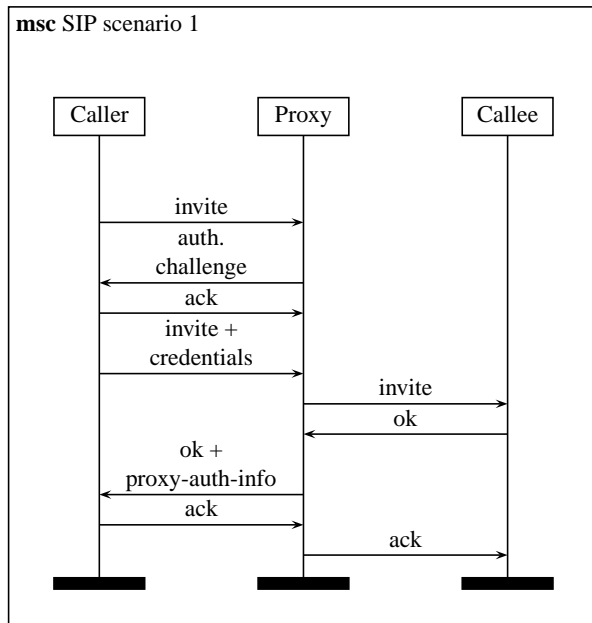 msc SIP scenario 1
Caller Proxy Callee
invite
auth.
challenge
ack
invite +
credentials
invite
ok
ok +
proxy-auth-info
ack
ack